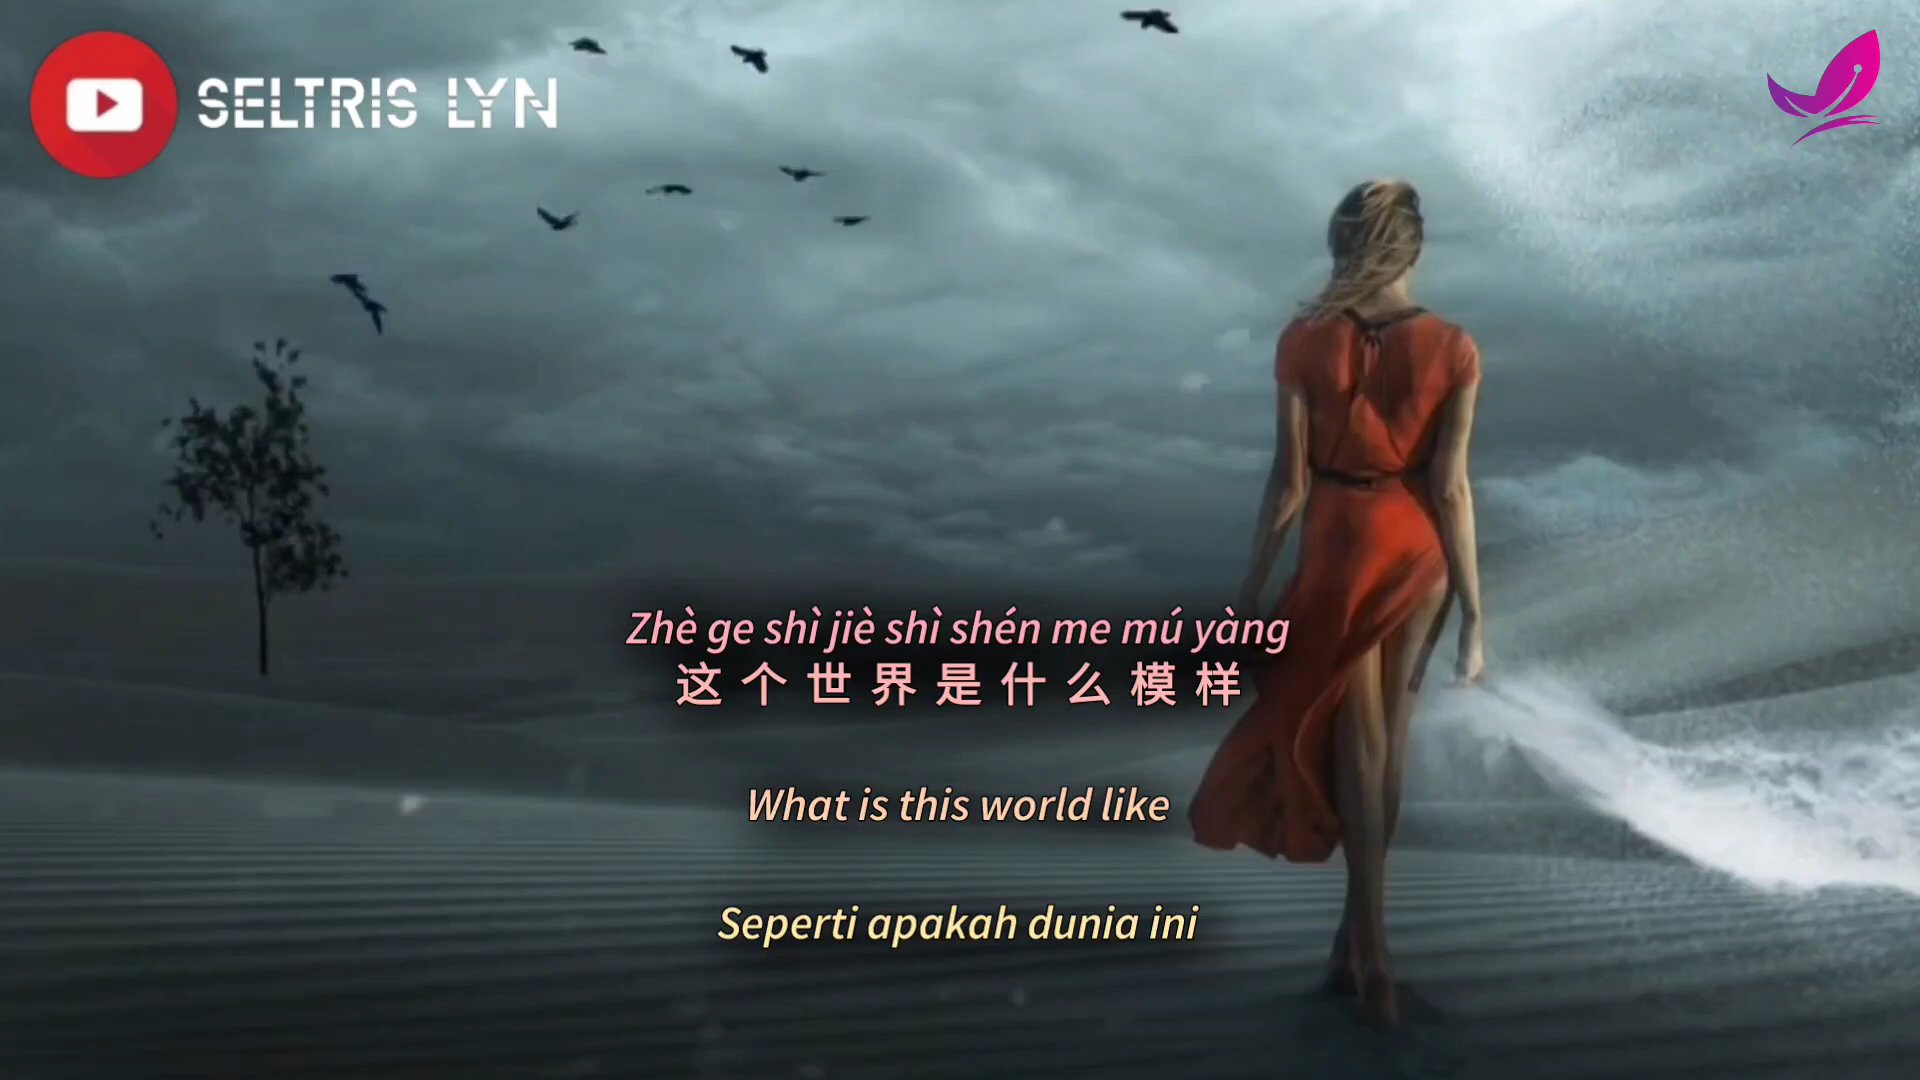 SELTRIS LYN
Zhè ge shì jiè shì shén me mú yàng
这个世界是什么模样
What is this world like
Seperti apakah dunia ini